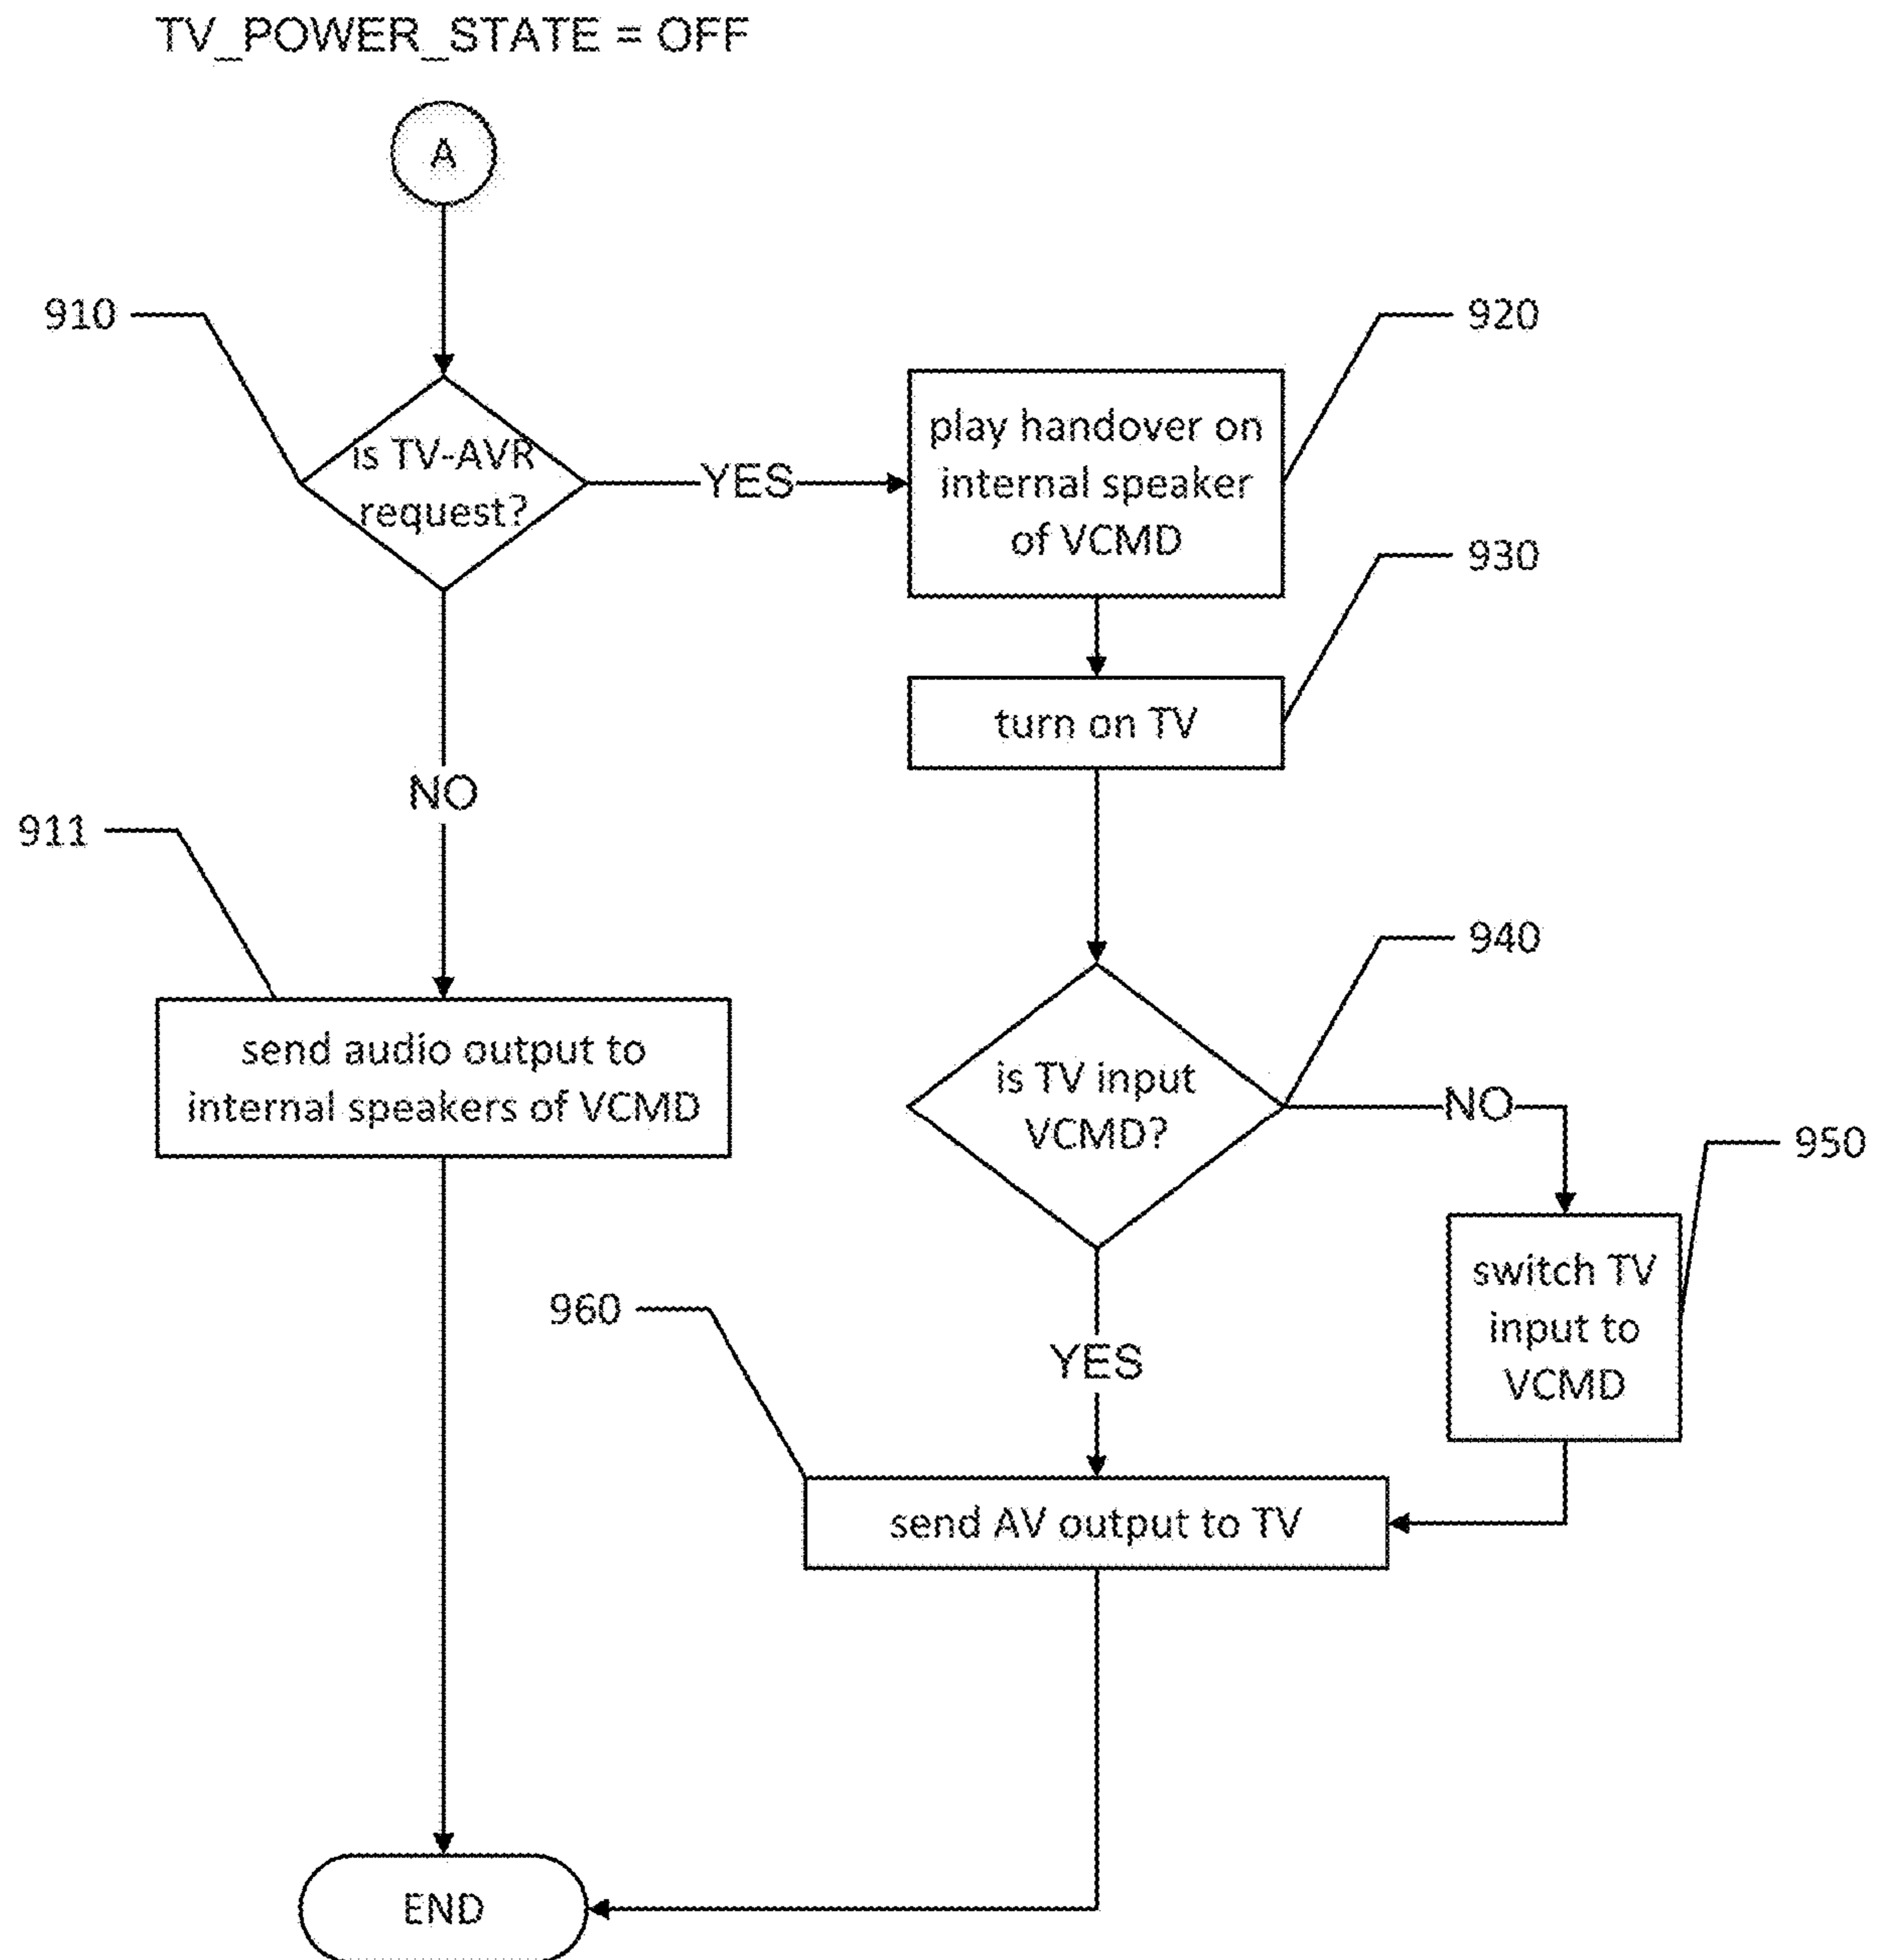 TV_POWER_STATE = OFF
A
910
is TV-AVR
request?
YES
920
play handover on
internal speaker
of VCMD
930
turn on TV
NO
911
send audio output to
internal speakers of VCMD
940
is TV input
VCMD?
NO
950
switch TV
input to
VCMD
960
YES
send AV output to TV
END